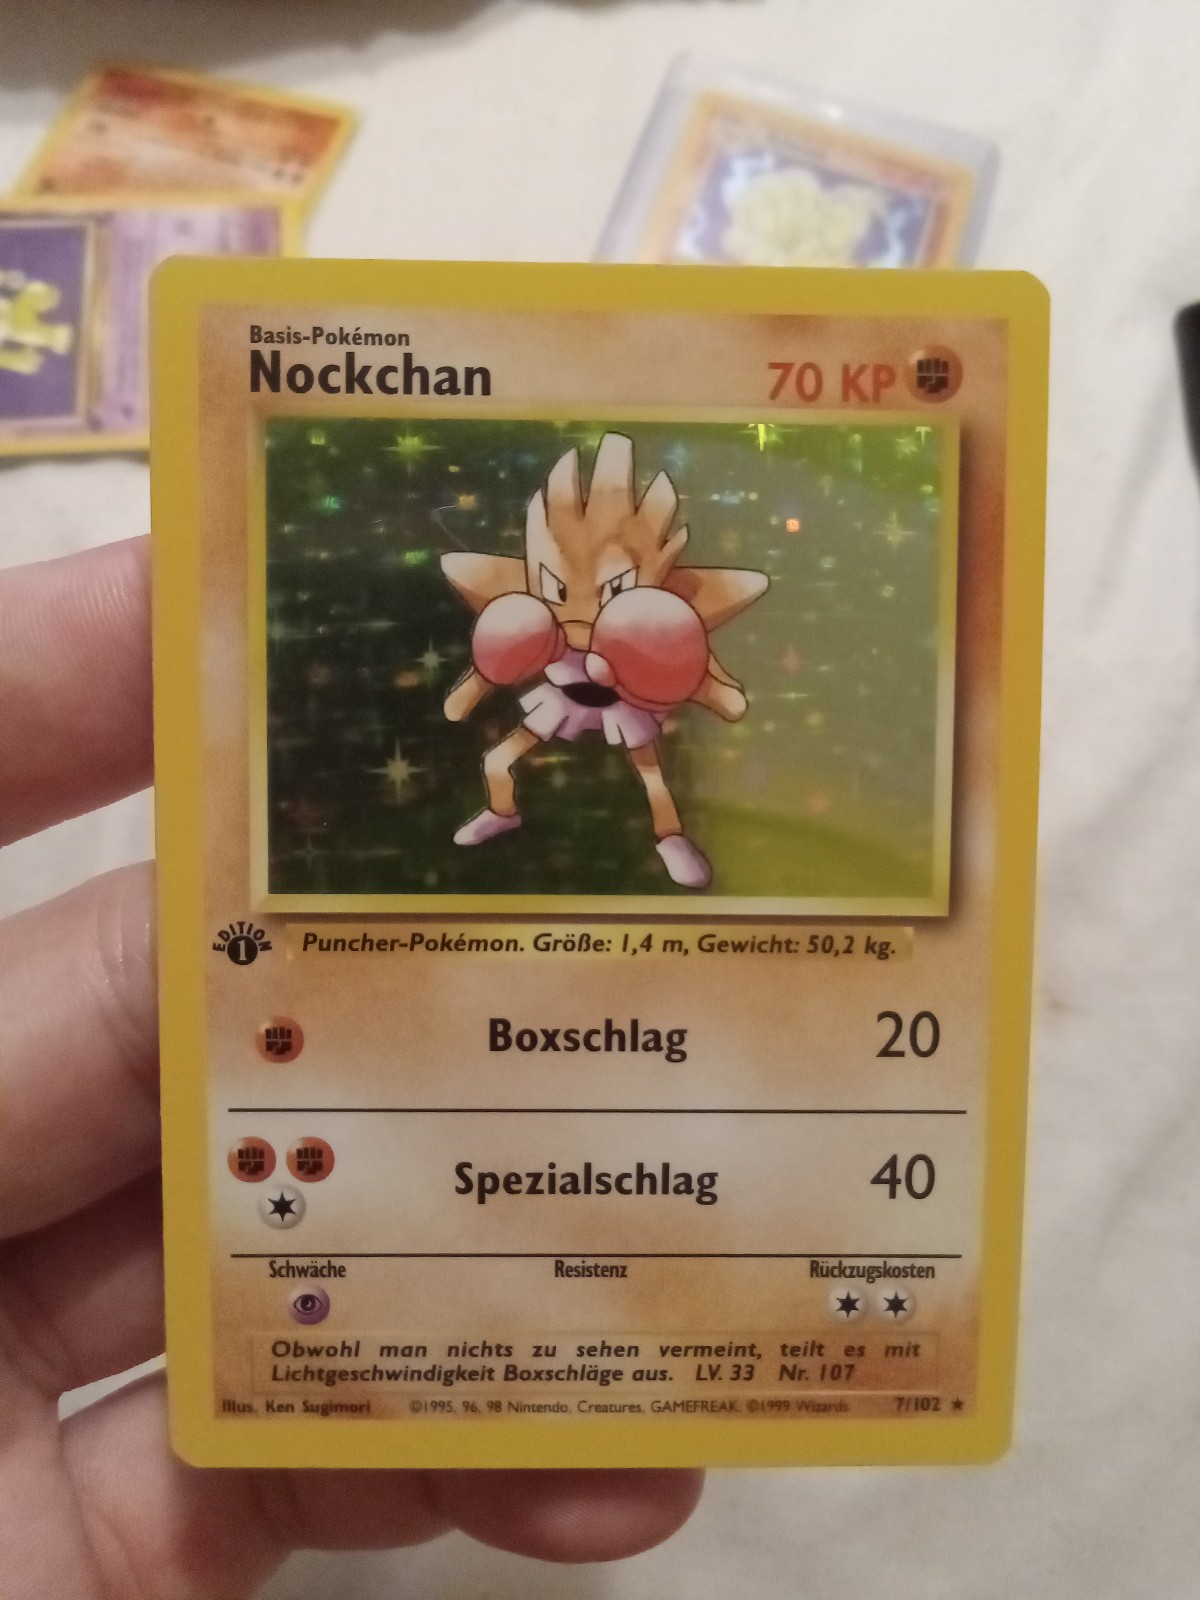 Basis-Pokémon
Nockchan
70 KP
EDITION
1
Puncher-Pokémon. Größe: 1,4 m, Gewicht: 50,2 kg.
Boxschlag 20
Spezialschlag 40
Schwäche Resistenz Rückzugskosten
Obwohl man nichts zu sehen vermeint, teilt es mit
Lichtgeschwindigkeit Boxschläge aus. LV. 33 Nr. 107
Illus. Ken Sugimori ©1995, 96, 98 Nintendo, Creatures, GAMEFREAK. ©1999 Wizards. 7/102 ★